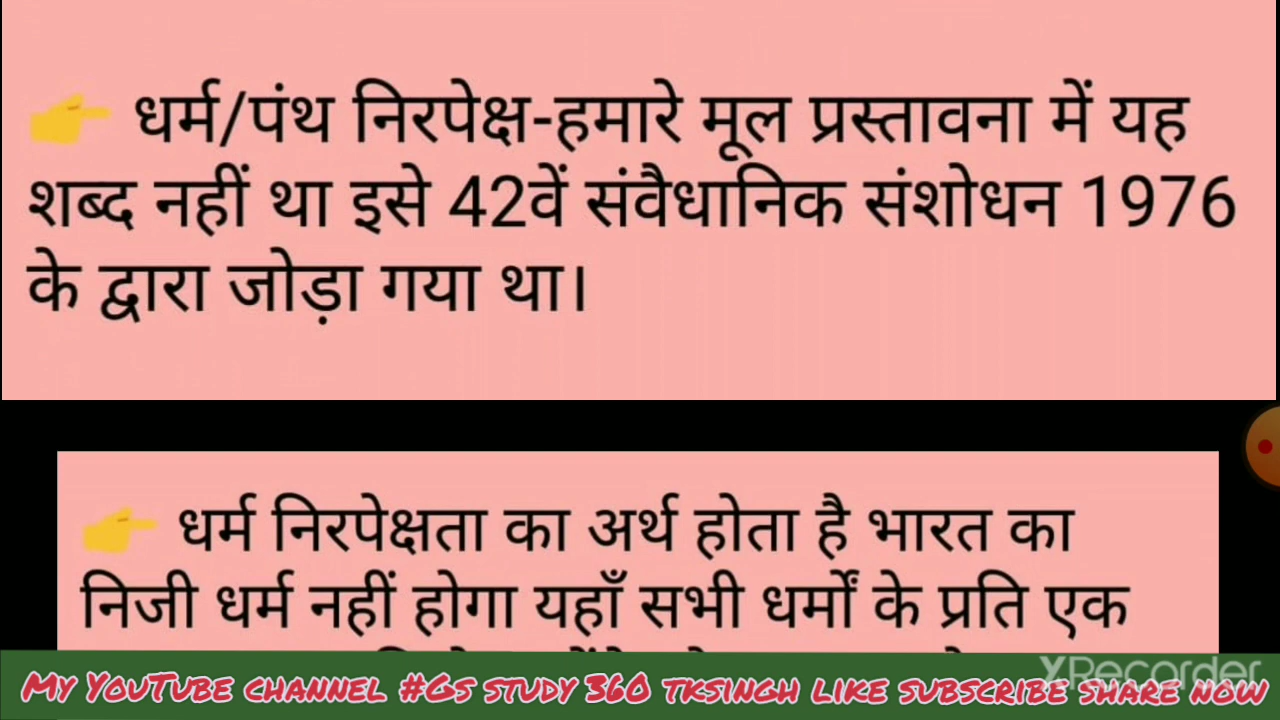 👉 धर्म/पंथ निरपेक्ष-हमारे मूल प्रस्तावना में यह
शब्द नहीं था इसे 42वें संवैधानिक संशोधन 1976
के द्वारा जोड़ा गया था।
👉 धर्म निरपेक्षता का अर्थ होता है भारत का
निजी धर्म नहीं होगा यहाँ सभी धर्मों के प्रति एक
XRecorder
My YouTube channel #Gs study 360 tksingh like subscribe share now